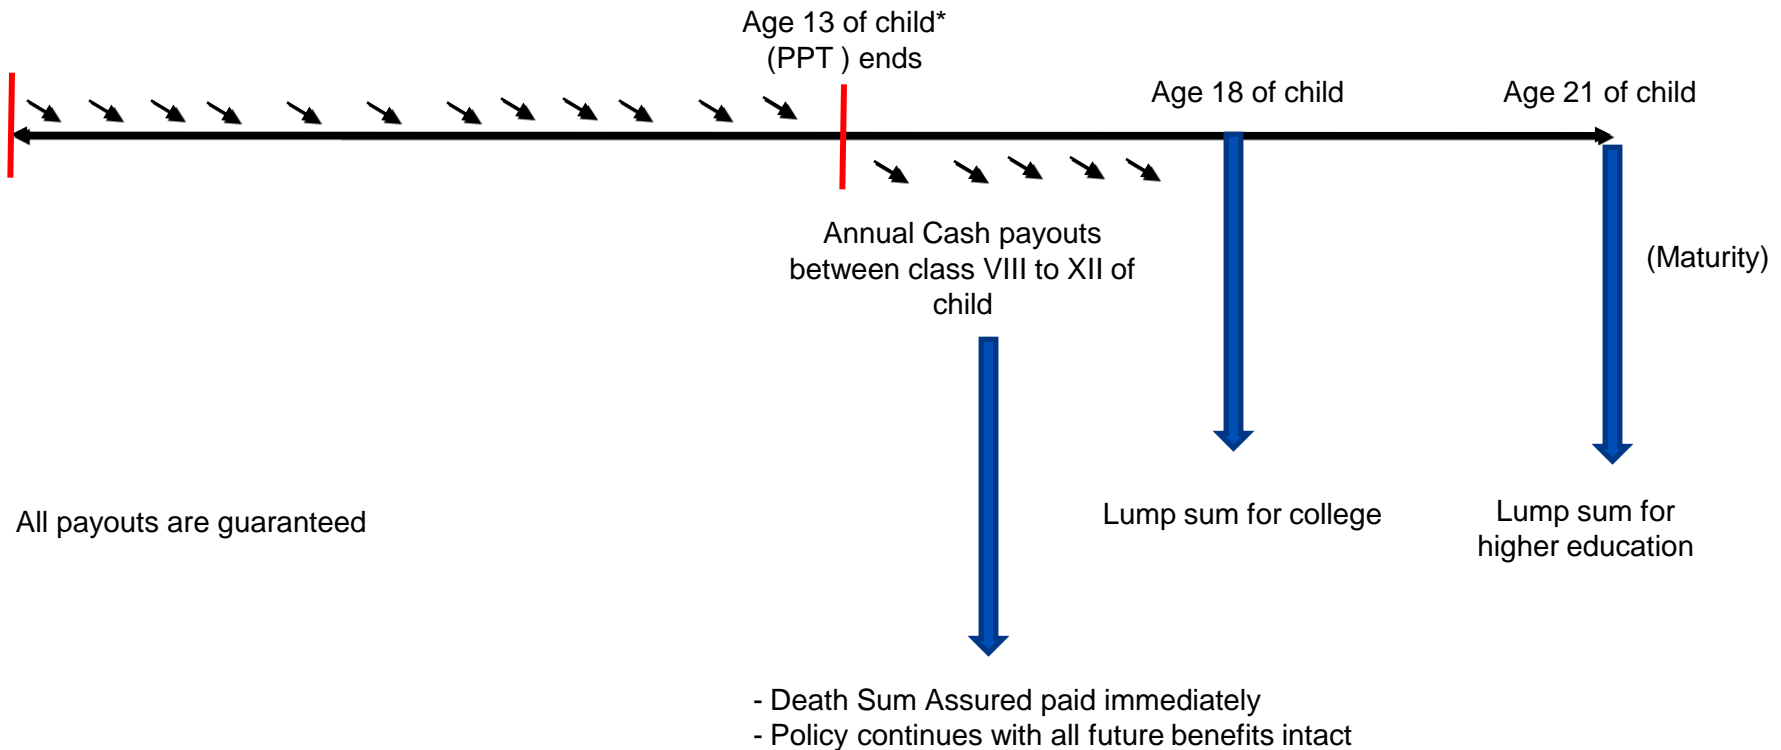 Age 13 of child*
(PPT ) ends
Age 18 of child
Age 21 of child
Annual Cash payouts
between class VIII to XII of
child
(Maturity)
All payouts are guaranteed
Lump sum for college
Lump sum for
higher education
- Death Sum Assured paid immediately
- Policy continues with all future benefits intact